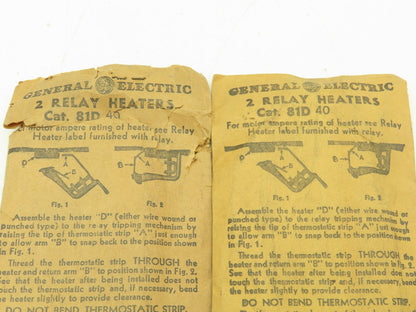 GENERAL ELECTRIC
2 RELAY HEATERS
Cat. 81D 40
For motor ampere rating of heater, see Relay
Heater label furnished with relay.
D
A
B
A
B
Fig. 1
Fig. 2
Assemble the heater "D" (either wire wound or
punched type) to the relay tripping mechanism by
raising the tip of thermostatic strip "A" just enough
to allow arm "B" to snap back to the position shown
in Fig. 1.
Thread the thermostatic strip THROUGH the
heater and return arm "B" to position shown in Fig. 2.
See that the heater after being installed does not
touch the thermostatic strip and, if necessary, bend
the heater slightly to provide clearance.
DO NOT BEND THERMOSTATIC STRIP.
GENERAL ELECTRIC
2 RELAY HEATERS
Cat. 81D 40
For motor ampere rating of heater, see Relay
Heater label furnished with relay.
D
A
B
A
B
Fig. 1
Fig. 2
Assemble the heater "D" (either wire wound or
punched type) to the relay tripping mechanism by
raising the tip of thermostatic strip "A" just enough
to allow arm "B" to snap back to the position shown
in Fig. 1.
Thread the thermostatic strip THROUGH the
heater and return arm "B" to position shown in Fig. 2.
See that the heater after being installed does not
touch the thermostatic strip and, if necessary, bend
the heater slightly to provide clearance.
DO NOT BEND THERMOSTATIC STRIP.